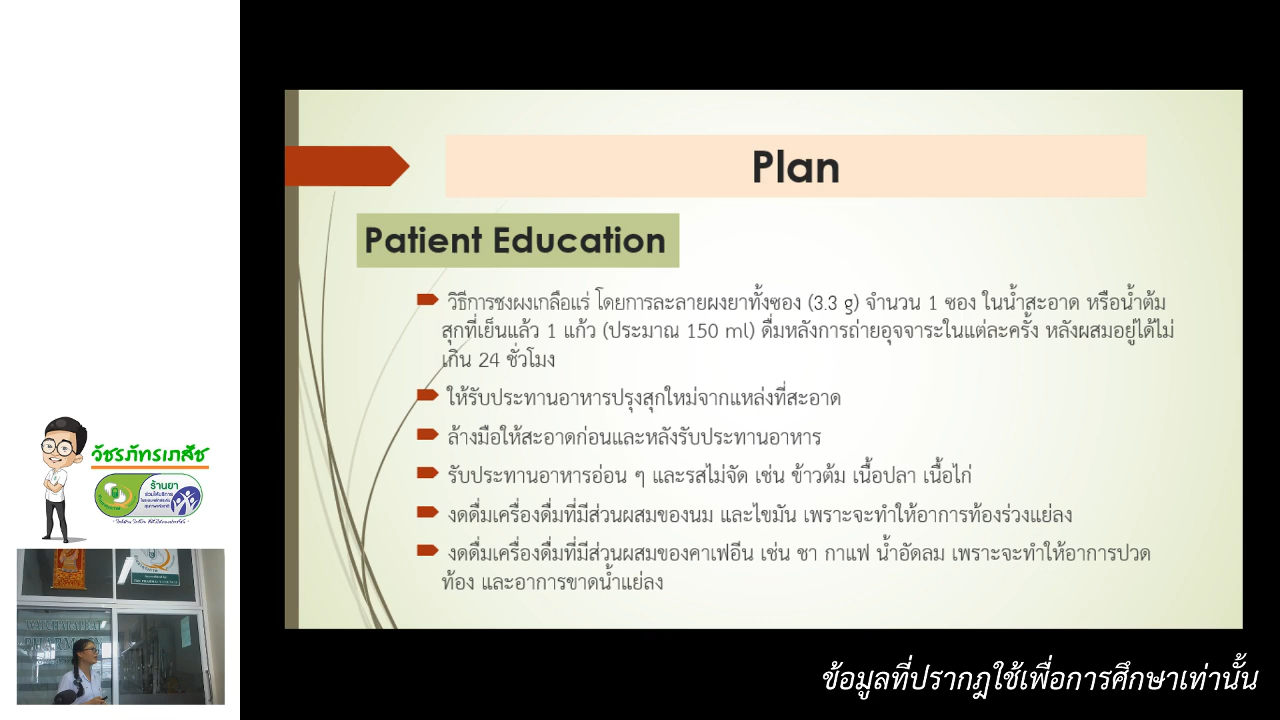 Plan
Patient Education
วิธีการชงผงเกลือแร่ โดยการละลายผงยาทั้งซอง (3.3 g) จำนวน 1 ซอง ในน้ำสะอาด หรือน้ำต้ม
สุกที่เย็นแล้ว 1 แก้ว (ประมาณ 150 ml) ดื่มหลังการถ่ายอุจจาระในแต่ละครั้ง หลังผสมอยู่ได้ไม่
เกิน 24 ชั่วโมง
ให้รับประทานอาหารปรุงสุกใหม่จากแหล่งที่สะอาด
ล้างมือให้สะอาดก่อนและหลังรับประทานอาหาร
รับประทานอาหารอ่อน ๆ และรสไม่จัด เช่น ข้าวต้ม เนื้อปลา เนื้อไก่
งดดื่มเครื่องดื่มที่มีส่วนผสมของนม และไขมัน เพราะจะทำให้อาการท้องร่วงแย่ลง
งดดื่มเครื่องดื่มที่มีส่วนผสมของคาเฟอีน เช่น ชา กาแฟ น้ำอัดลม เพราะจะทำให้อาการปวด
ท้อง และอาการขาดน้ำแย่ลง
วัชรภัทรเภสัช
ร้านยา
ข้อมูลที่ปรากฎใช้เพื่อการศึกษาเท่านั้น